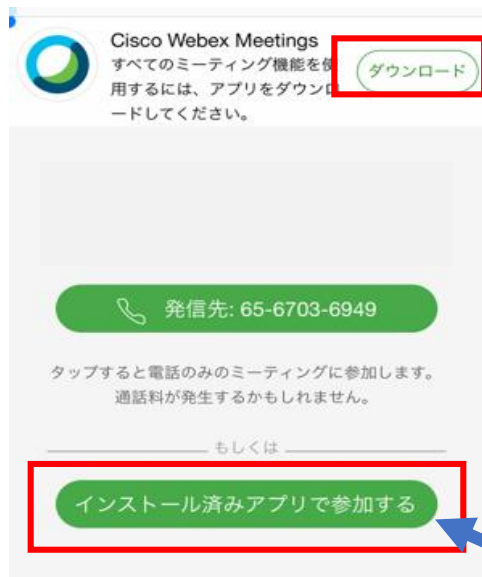 Cisco Webex Meetings
すべてのミーティング機能を使
用するには、アプリをダウンロ
ードしてください。
ダウンロード
発信先: 65-6703-6949
タップすると電話のみのミーティングに参加します。
通話料が発生するかもしれません。
もしくは
インストール済みアプリで参加する